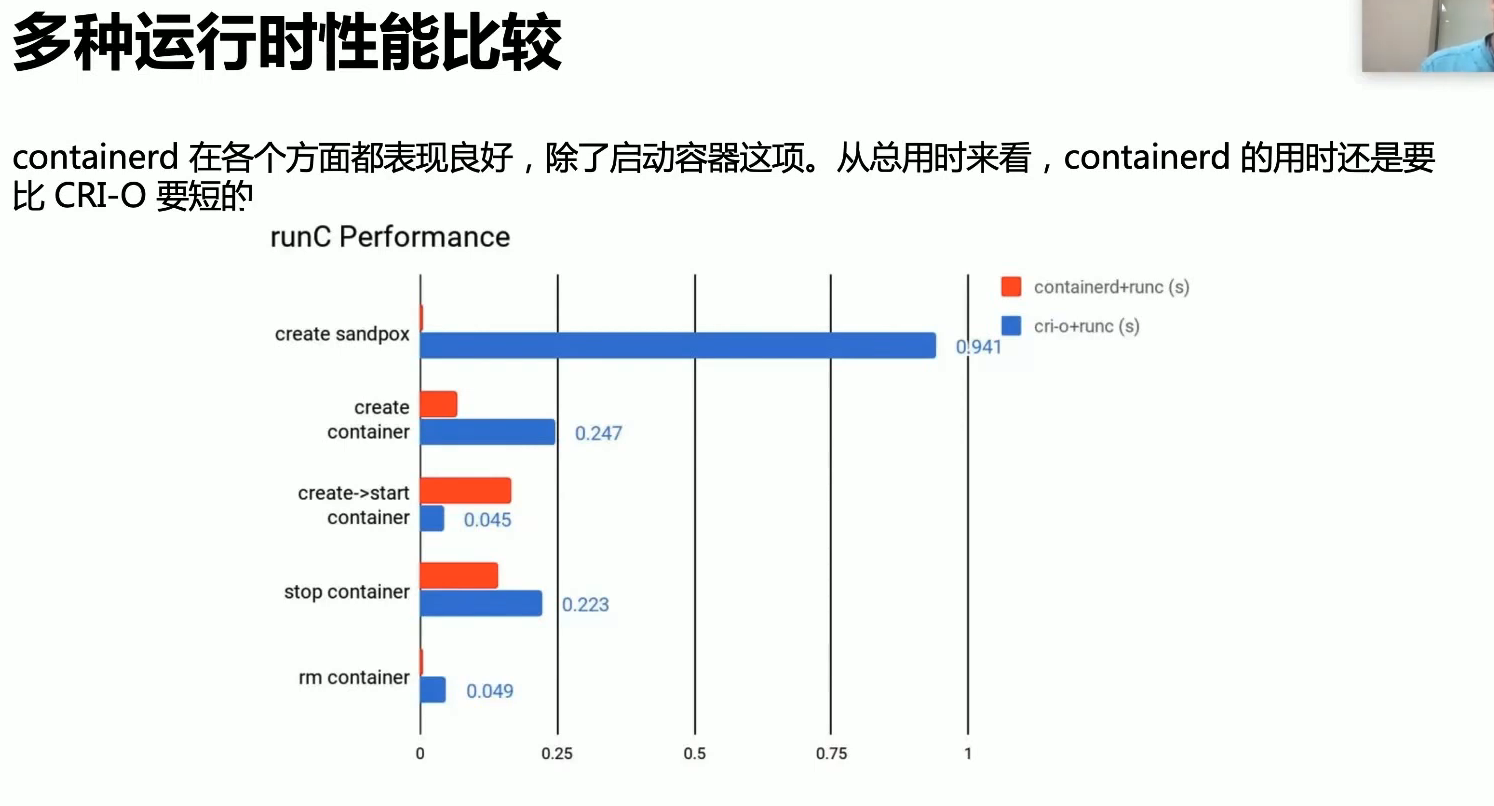 多种运行时性能比较
containerd 在各个方面都表现良好，除了启动容器这项。从总用时来看，containerd 的用时还是要
比 CRI-O 要短的
runC Performance
containerd+runc (s)
cri-o+runc (s)
create sandpox
0.941
create
container
0.247
create->start
container
0.045
stop container
0.223
rm container
0.049
0
0.25
0.5
0.75
1